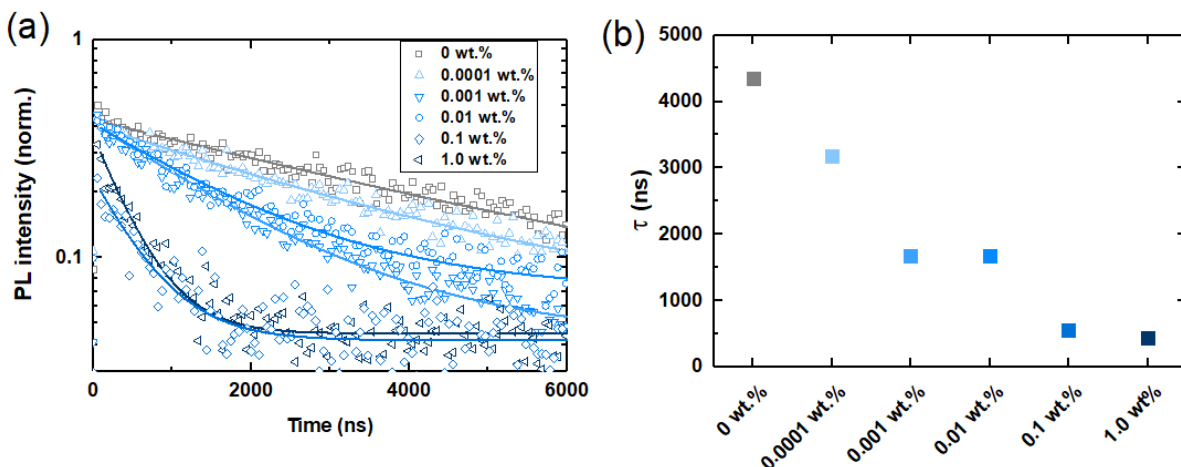 (a)
1
0.1
PL intensity (norm.)
0 wt.%
0.0001 wt.%
0.001 wt.%
0.01 wt.%
0.1 wt.%
1.0 wt.%
0
2000
4000
6000
Time (ns)
(b)
5000
4000
3000
2000
1000
0
τ (ns)
0 wt.%
0.0001 wt.%
0.001 wt.%
0.01 wt.%
0.1 wt.%
1.0 wt%